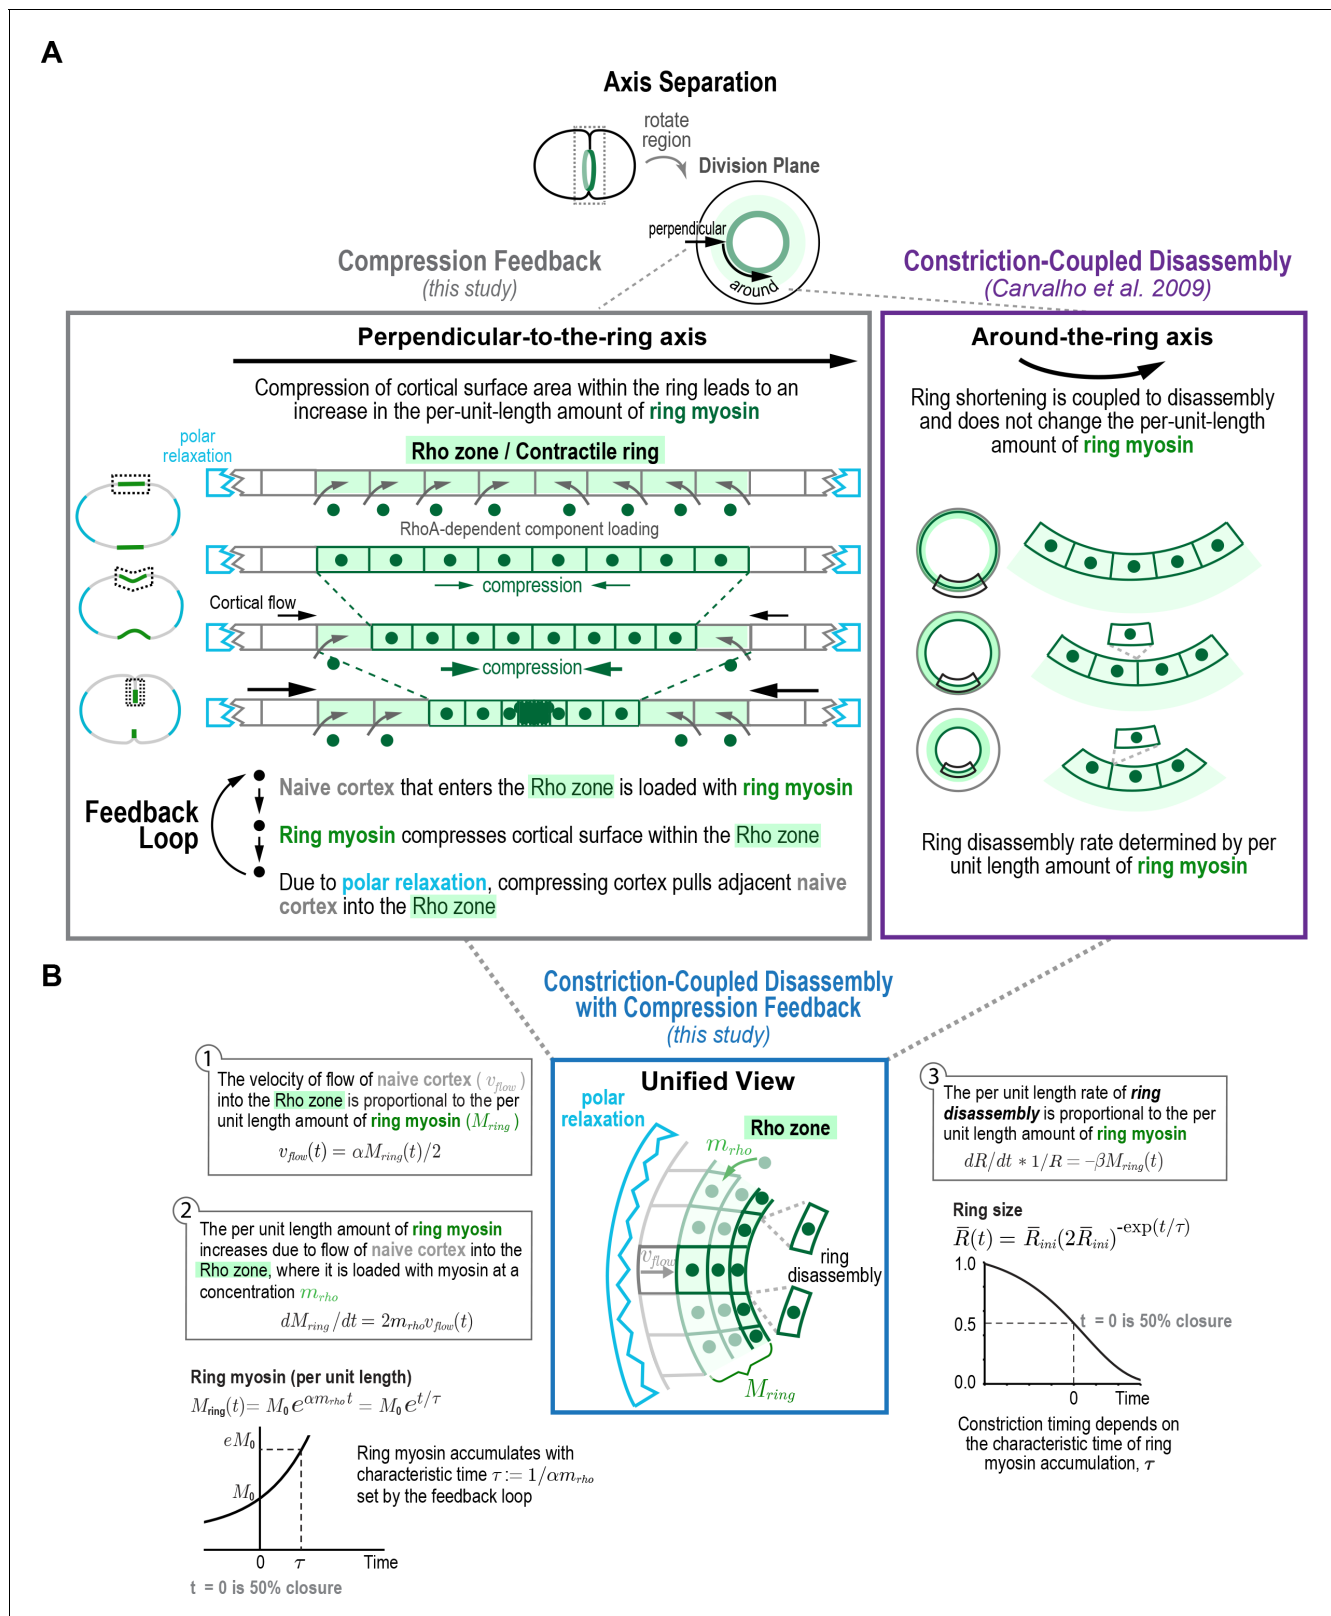 A
Axis Separation
rotate
region
Division Plane
perpendicular
around
Compression Feedback
(this study)
Constriction-Coupled Disassembly
(Carvalho et al. 2009)
Perpendicular-to-the-ring axis
Compression of cortical surface area within the ring leads to an
increase in the per-unit-length amount of ring myosin
polar
relaxation
Rho zone / Contractile ring
RhoA-dependent component loading
compression
Cortical flow
compression
Feedback
Loop
Naive cortex that enters the Rho zone is loaded with ring myosin
Ring myosin compresses cortical surface within the Rho zone
Due to polar relaxation, compressing cortex pulls adjacent naive
cortex into the Rho zone
Around-the-ring axis
Ring shortening is coupled to disassembly
and does not change the per-unit-length
amount of ring myosin
Ring disassembly rate determined by per
unit length amount of ring myosin
B
Constriction-Coupled Disassembly
with Compression Feedback
(this study)
1
The velocity of flow of naive cortex ( v_flow )
into the Rho zone is proportional to the per
unit length amount of ring myosin (M_ring )
v_flow(t) = αM_ring(t)/2
2
The per unit length amount of ring myosin
increases due to flow of naive cortex into the
Rho zone, where it is loaded with myosin at a
concentration m_rho
dM_ring/dt = 2m_rho v_flow(t)
Ring myosin (per unit length)
M_ring(t)= M_0 e^{αm_rho t} = M_0 e^{t/τ}
eM_0
M_0
0
τ
Time
t = 0 is 50% closure
Ring myosin accumulates with
characteristic time τ := 1/αm_rho
set by the feedback loop
Unified View
polar
relaxation
Rho zone
m_rho
v_flow
ring
disassembly
M_ring
3
The per unit length rate of ring
disassembly is proportional to the per
unit length amount of ring myosin
dR/dt * 1/R = –βM_ring(t)
Ring size
R̅(t) = R̅_ini(2R̅_ini)^{-exp(t/τ)}
1.0
0.5
0.0
t = 0 is 50% closure
0
Time
Constriction timing depends on
the characteristic time of ring
myosin accumulation, τ